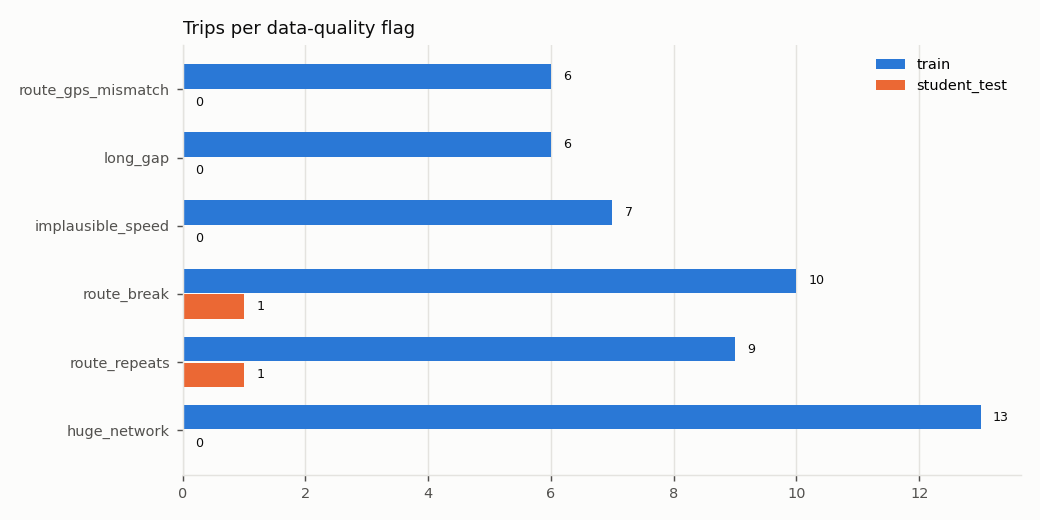 Trips per data-quality flag
train
student_test
route_gps_mismatch
6
0
long_gap
6
0
implausible_speed
7
0
route_break
10
1
route_repeats
9
1
huge_network
13
0
0 2 4 6 8 10 12